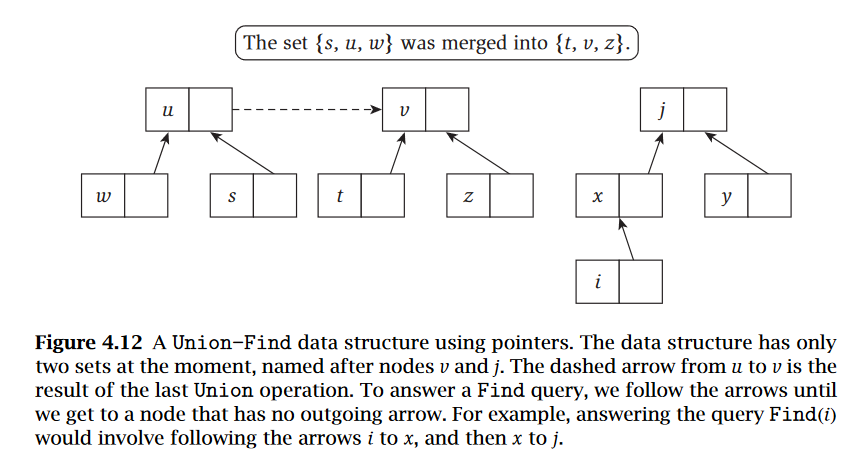 The set {s, u, w} was merged into {t, v, z}.
u v j
w s t z x y
i
Figure 4.12 A Union-Find data structure using pointers. The data structure has only
two sets at the moment, named after nodes v and j. The dashed arrow from u to v is the
result of the last Union operation. To answer a Find query, we follow the arrows until
we get to a node that has no outgoing arrow. For example, answering the query Find(i)
would involve following the arrows i to x, and then x to j.